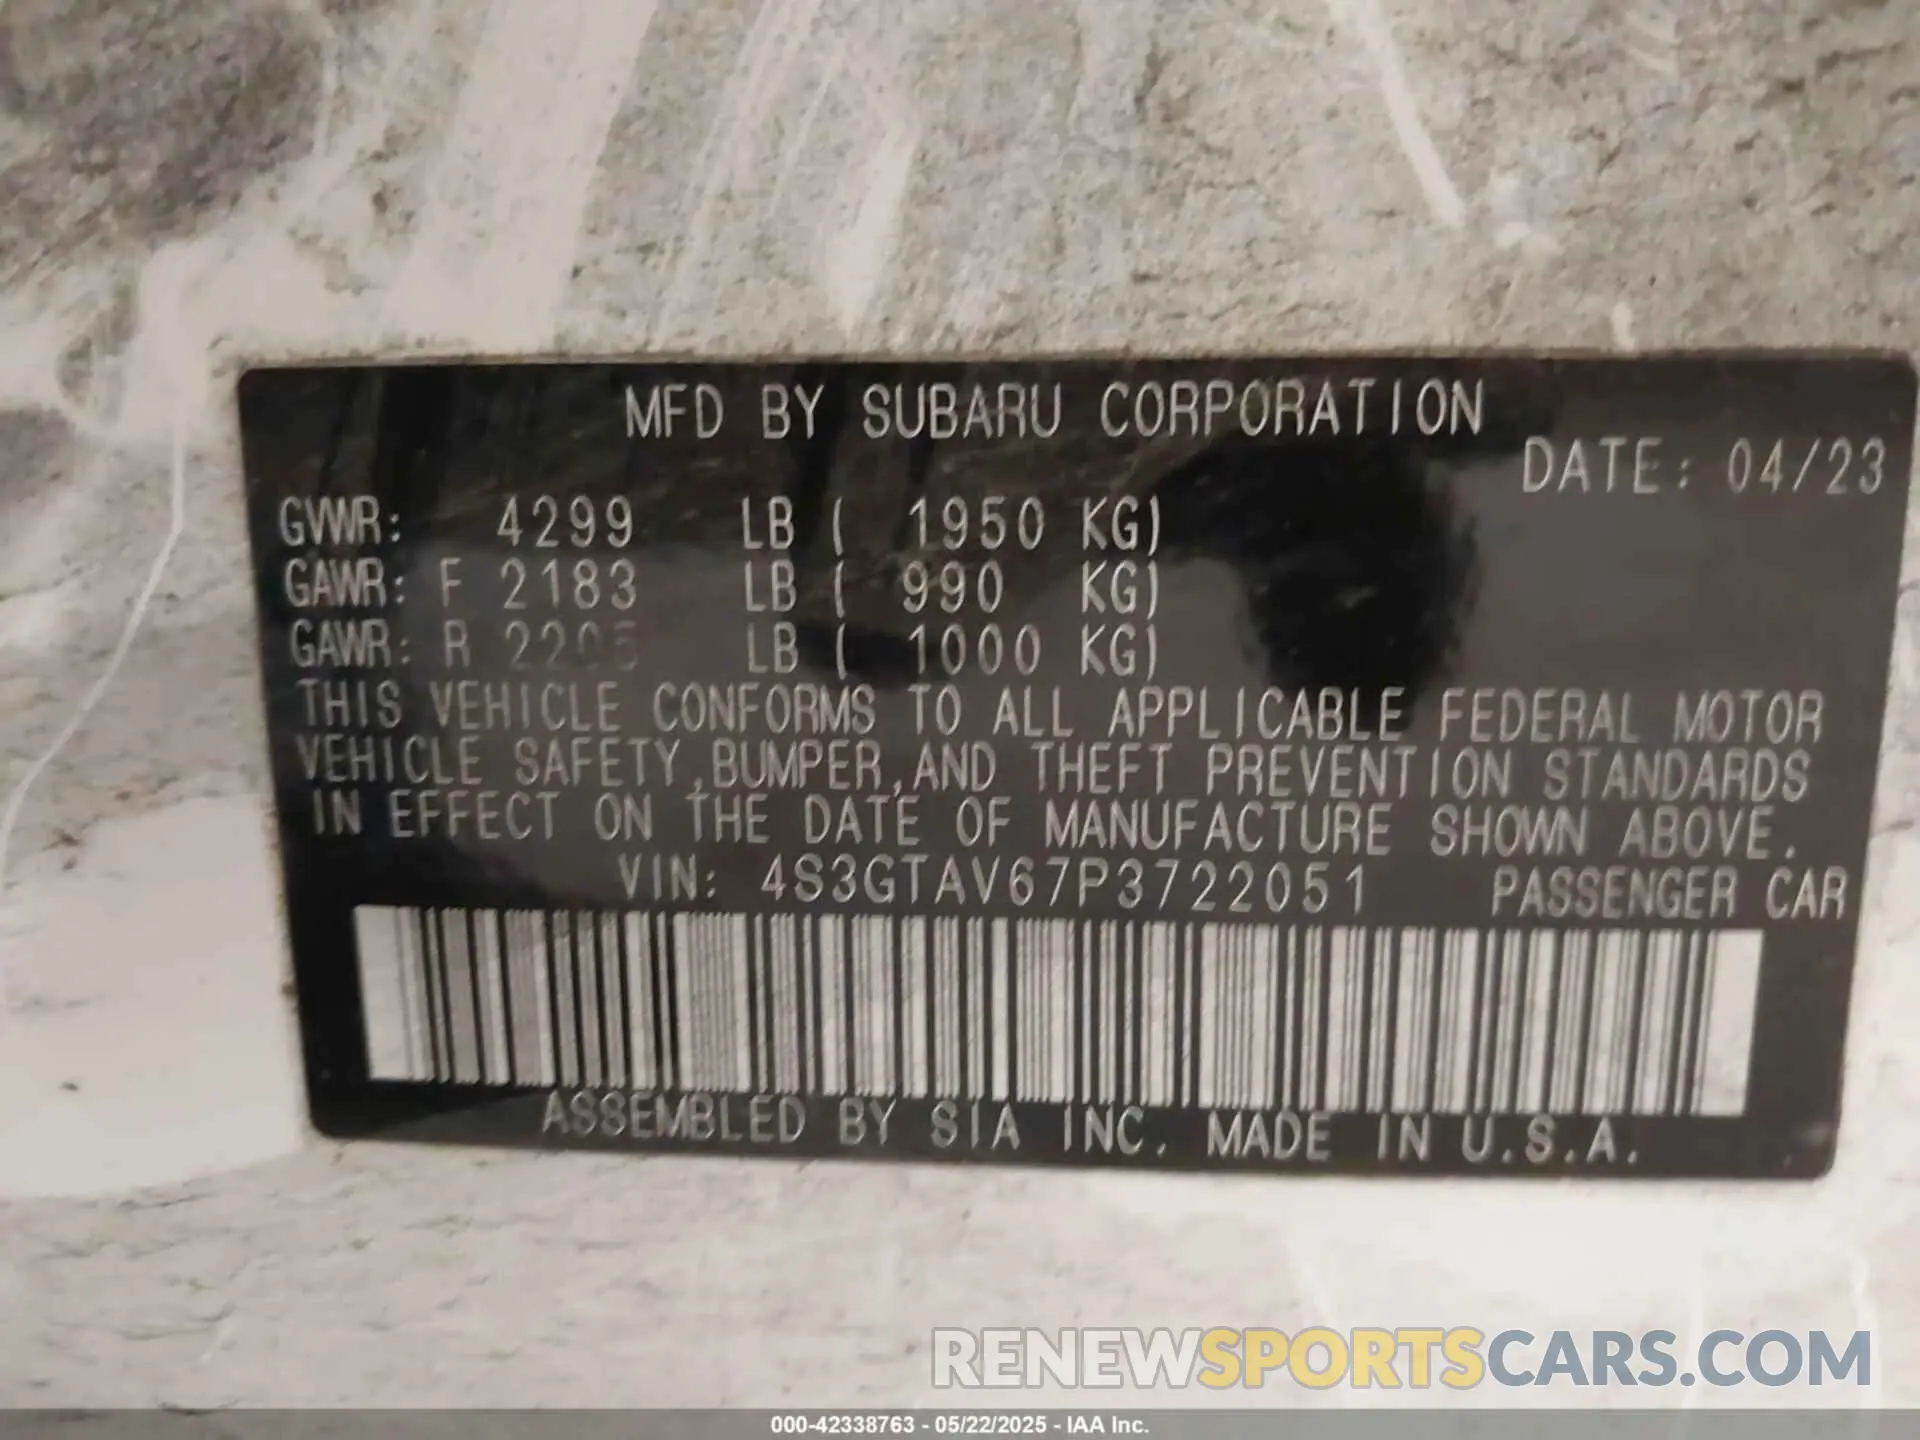 MFD BY SUBARU CORPORATION
DATE: 04/23
GVWR: 4299 LB ( 1950 KG)
GAWR: F 2183 LB ( 990 KG)
GAWR: R 2205 LB ( 1000 KG)
THIS VEHICLE CONFORMS TO ALL APPLICABLE FEDERAL MOTOR
VEHICLE SAFETY,BUMPER,AND THEFT PREVENTION STANDARDS
IN EFFECT ON THE DATE OF MANUFACTURE SHOWN ABOVE.
VIN: 4S3GTAV67P3722051 PASSENGER CAR
ASSEMBLED BY SIA INC. MADE IN U.S.A.
RENEWSPORTSCARS.COM
000-42338763 - 05/22/2025 - IAA Inc.